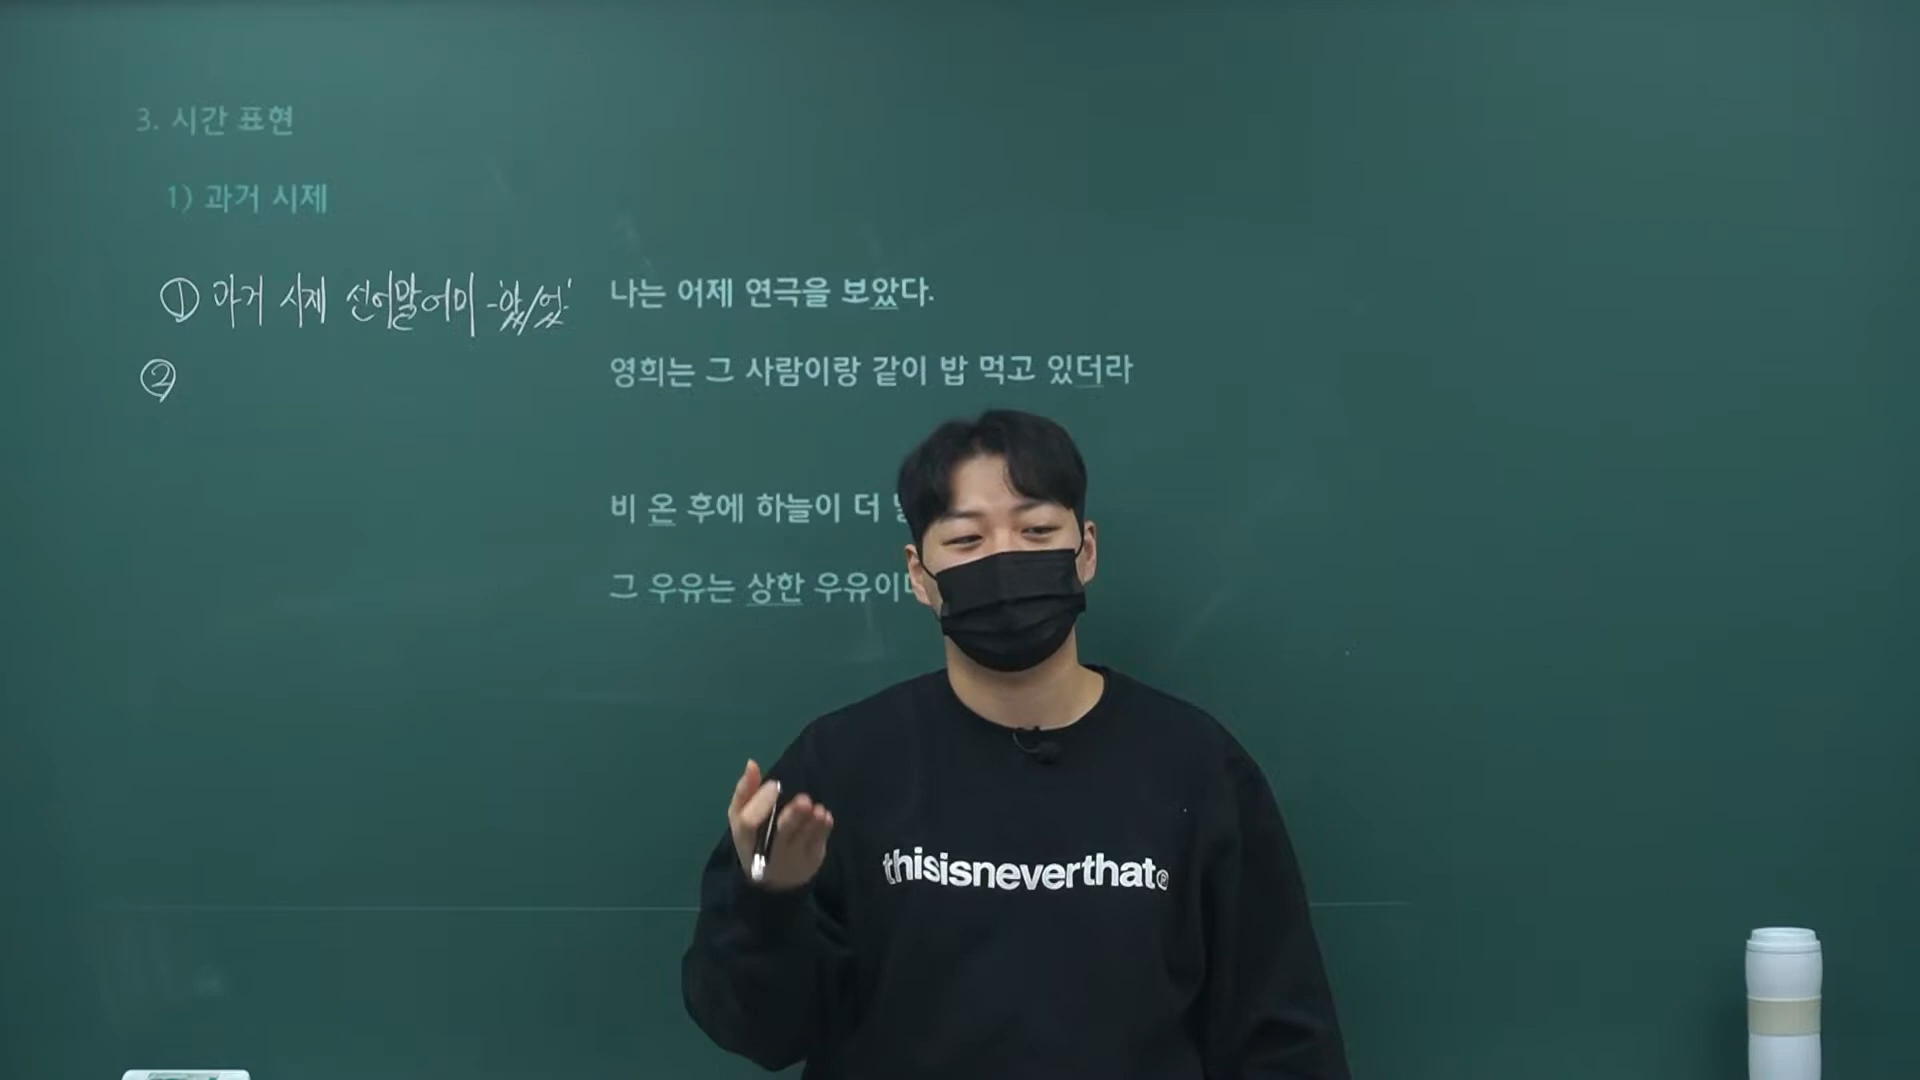 3. 시간 표현
1) 과거 시제
① 과거 시제 선어말어미 -'았/었'
나는 어제 연극을 보았다.
②
영희는 그 사람이랑 같이 밥 먹고 있더라
비 온 후에 하늘이 더
그 우유는 상한 우유이
thisisneverthat®